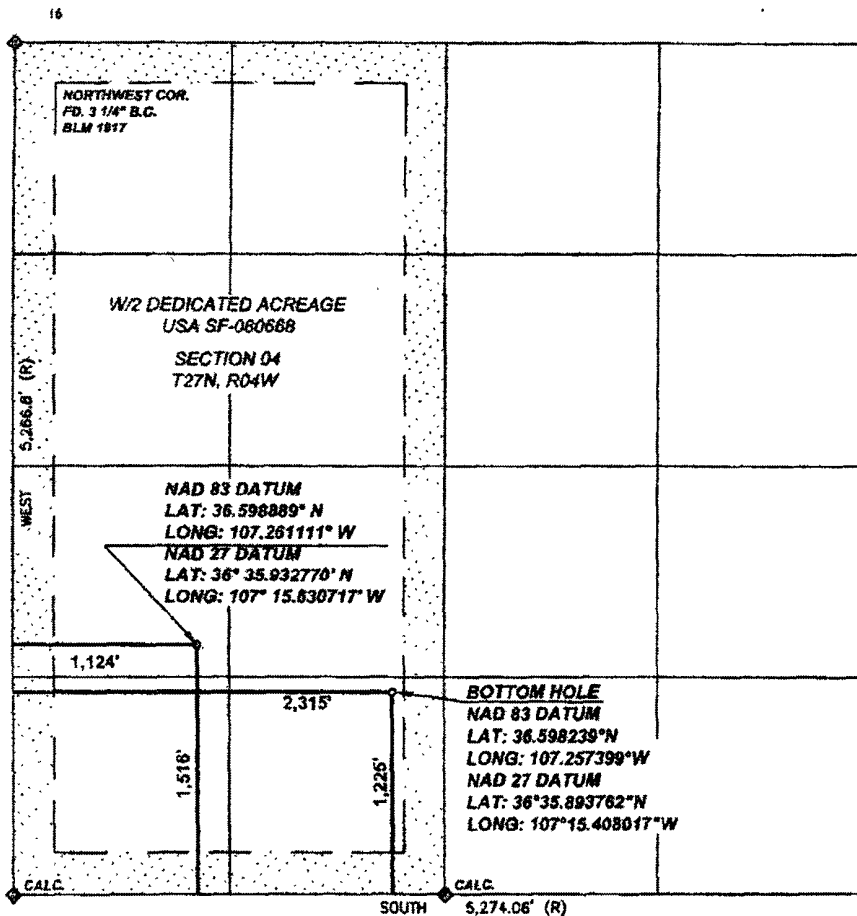 16
NORTHWEST COR.
FD. 3 1/4" B.C.
BLM 1917
W/2 DEDICATED ACREAGE
USA SF-080668
SECTION 04
T27N, R04W
WEST 5,266.8' (R)
NAD 83 DATUM
LAT: 36.598889° N
LONG: 107.261111° W
NAD 27 DATUM
LAT: 36° 35.932770' N
LONG: 107° 15.630717' W
1,124'
2,315'
1,516'
1,225'
BOTTOM HOLE
NAD 83 DATUM
LAT: 36.598239°N
LONG: 107.257399°W
NAD 27 DATUM
LAT: 36°35.893762"N
LONG: 107°15.408017"W
CALC.
CALC.
SOUTH 5,274.06' (R)